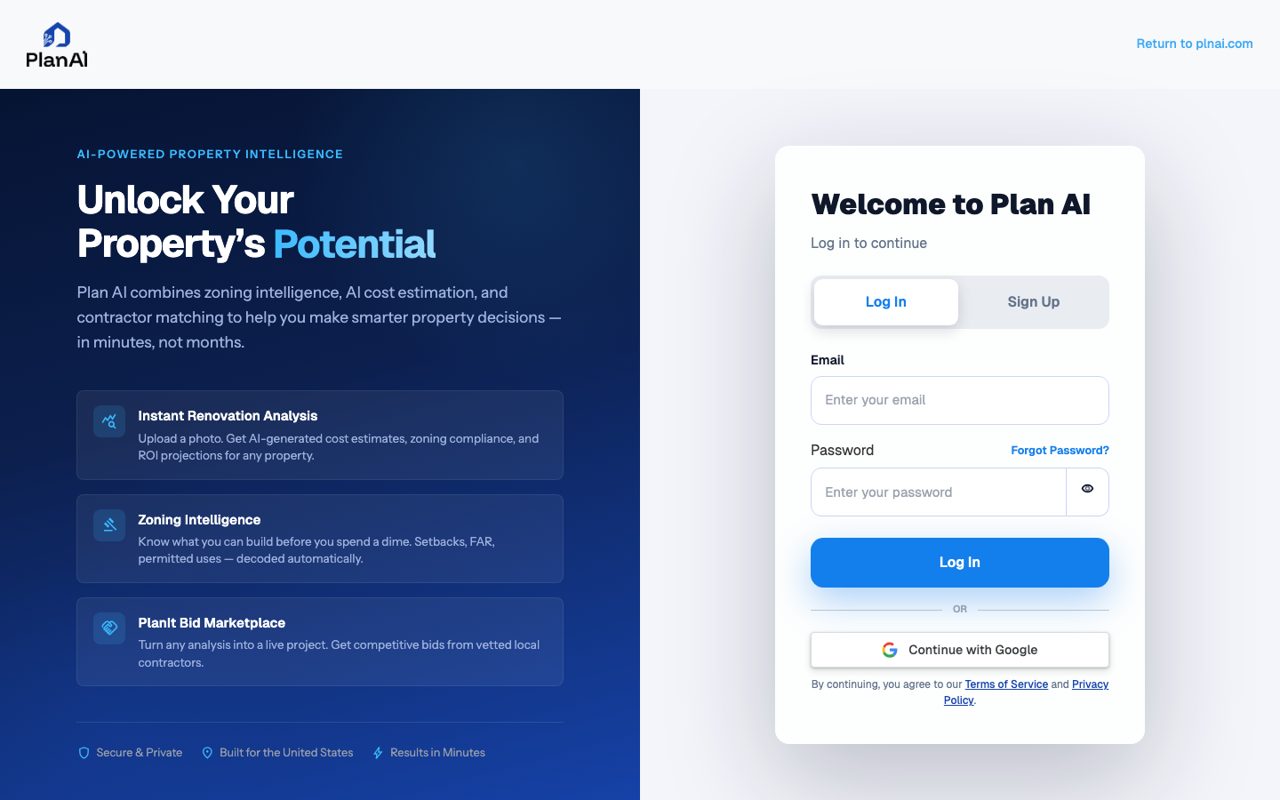 PlanAI
Return to plnai.com
AI-POWERED PROPERTY INTELLIGENCE
Unlock Your
Property’s Potential
Plan AI combines zoning intelligence, AI cost estimation, and
contractor matching to help you make smarter property decisions —
in minutes, not months.
Instant Renovation Analysis
Upload a photo. Get AI-generated cost estimates, zoning compliance, and
ROI projections for any property.
Zoning Intelligence
Know what you can build before you spend a dime. Setbacks, FAR,
permitted uses — decoded automatically.
PlanIt Bid Marketplace
Turn any analysis into a live project. Get competitive bids from vetted local
contractors.
Secure & Private
Built for the United States
Results in Minutes
Welcome to Plan AI
Log in to continue
Log In
Sign Up
Email
Enter your email
Password
Forgot Password?
Enter your password
Log In
OR
Continue with Google
By continuing, you agree to our Terms of Service and Privacy
Policy.